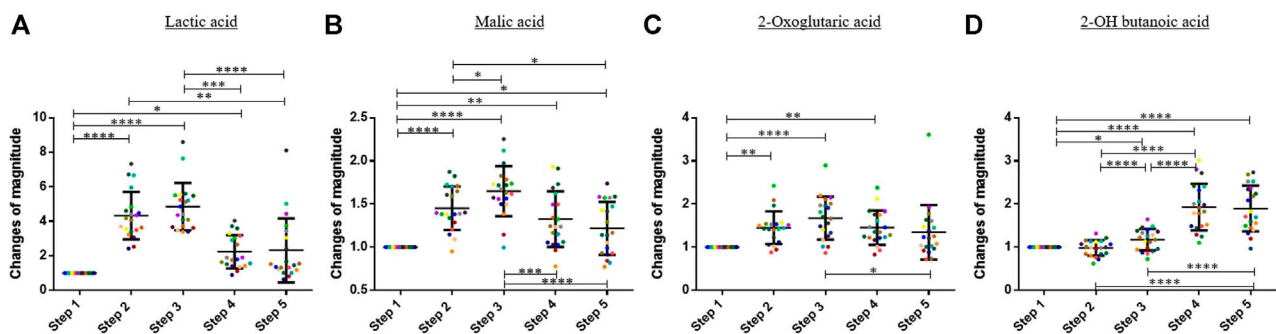 A
Lactic acid
Changes of magnitude
10
8
6
4
2
0
****
***
**
*
****
****
Step 1
Step 2
Step 3
Step 4
Step 5
B
Malic acid
Changes of magnitude
2.5
2.0
1.5
1.0
0.5
*
*
*
**
****
****
***
****
Step 1
Step 2
Step 3
Step 4
Step 5
C
2-Oxoglutaric acid
Changes of magnitude
4
3
2
1
0
**
****
**
*
Step 1
Step 2
Step 3
Step 4
Step 5
D
2-OH butanoic acid
Changes of magnitude
4
3
2
1
0
****
****
*
****
****
****
****
****
Step 1
Step 2
Step 3
Step 4
Step 5